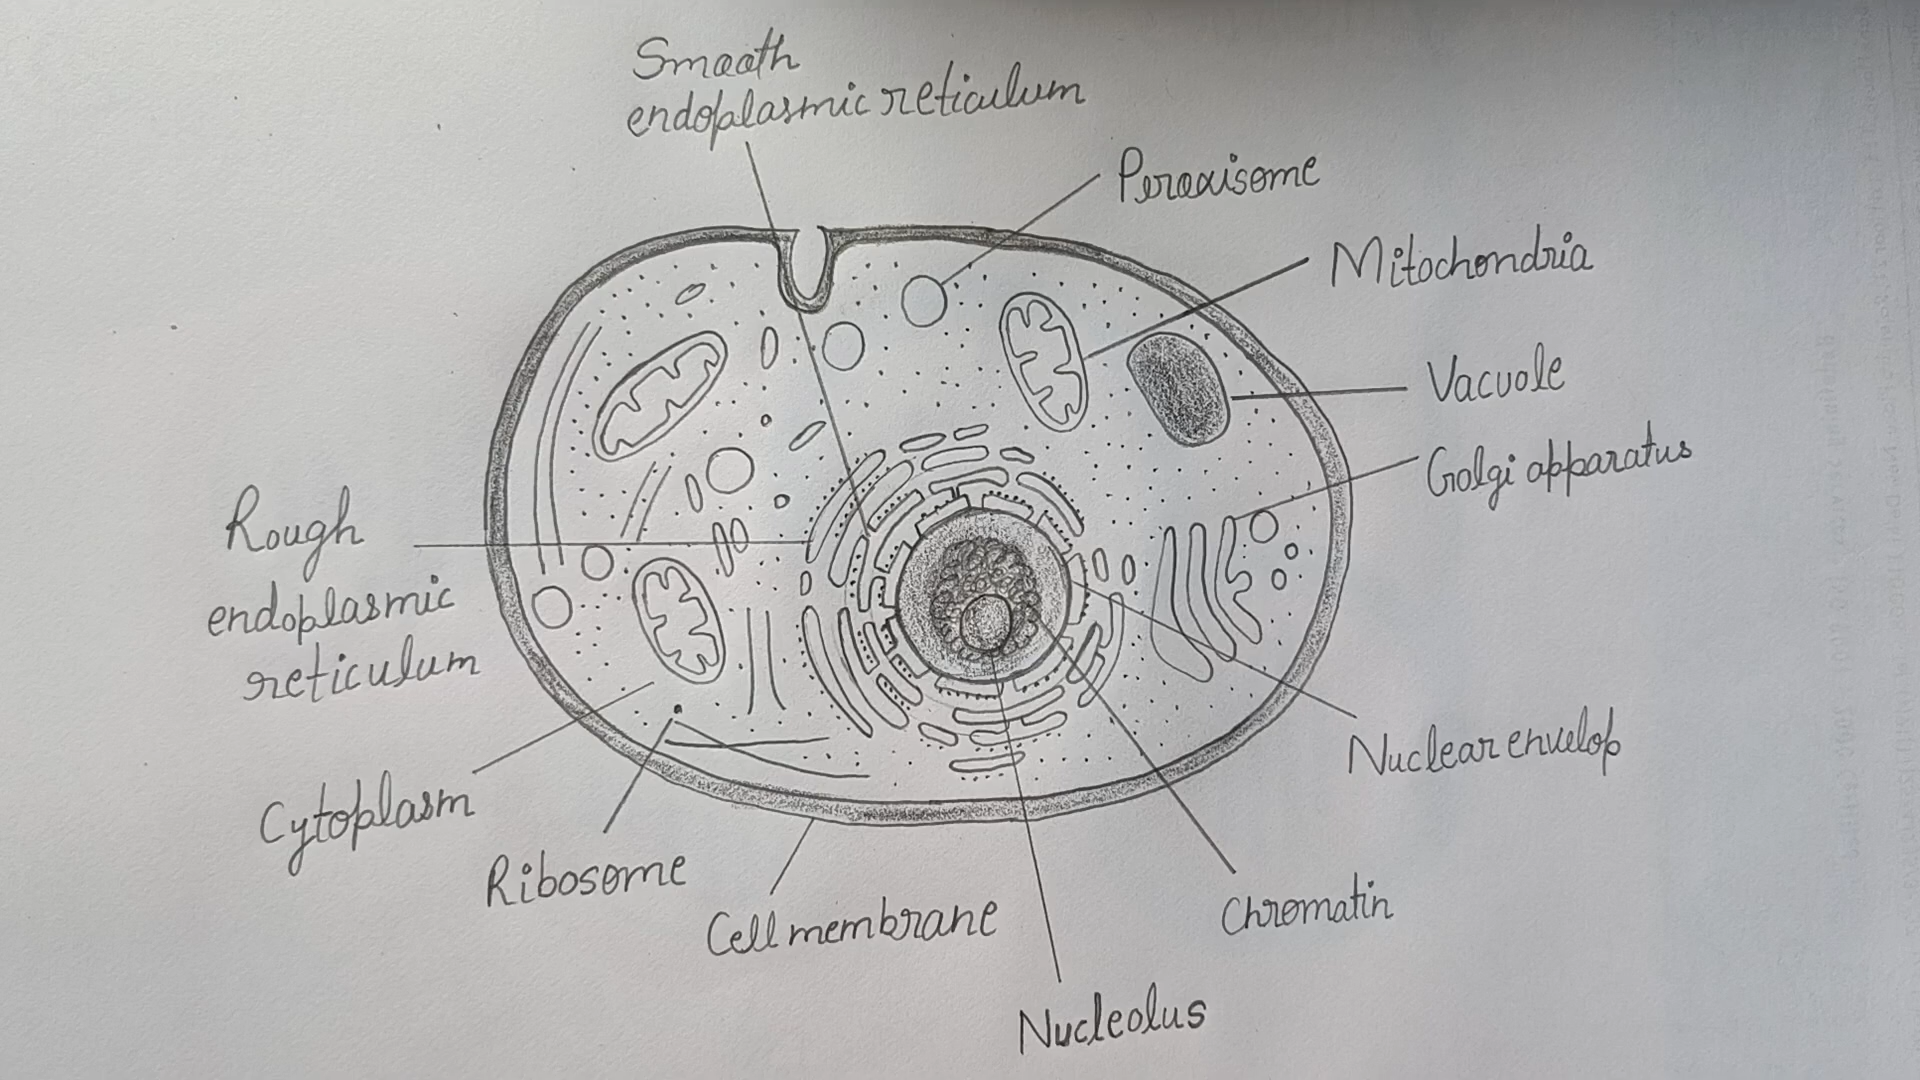 Smooth
endoplasmic reticulum
Peroxisome
Mitochondria
Vacuole
Golgi apparatus
Rough
endoplasmic
reticulum
Nuclear envelop
Cytoplasm
Ribosome
Cell membrane
Chromatin
Nucleolus